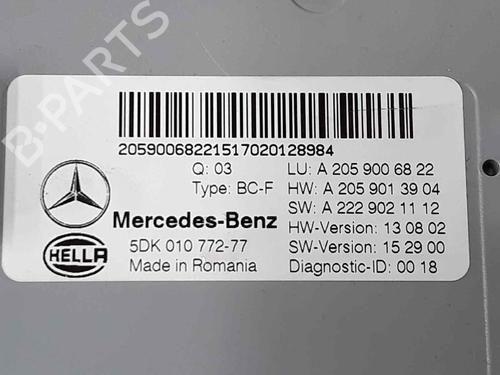 B-PARTS
20590068221517020128984
Q: 03
LU: A 205 900 68 22
Type: BC-F
HW: A 205 901 39 04
SW: A 222 902 11 12
Mercedes-Benz
HW-Version: 13 08 02
HELLA
5DK 010 772-77
SW-Version: 15 29 00
Made in Romania
Diagnostic-ID: 00 18